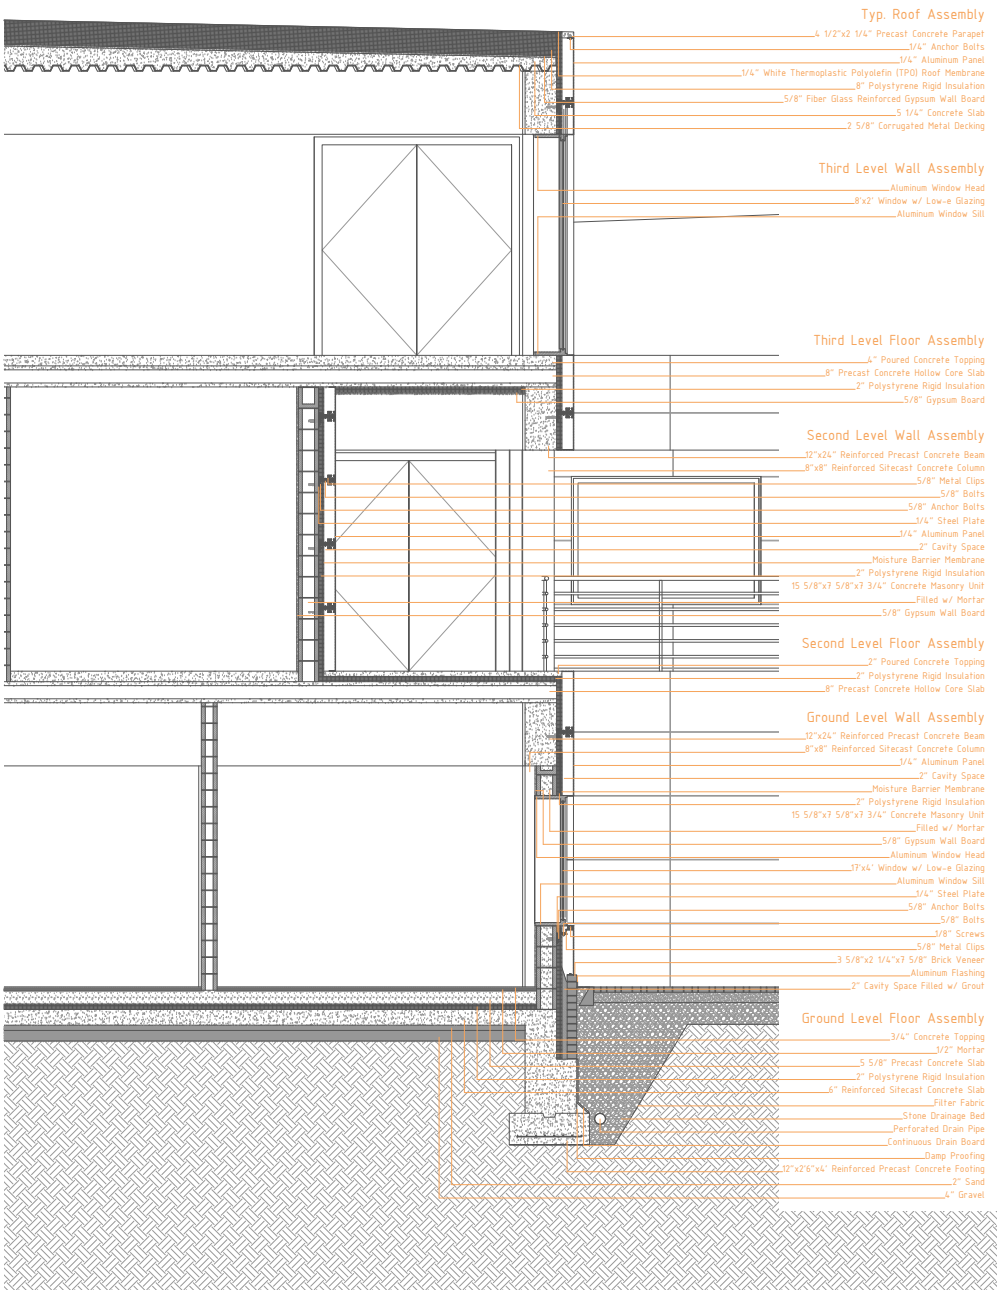 Typ. Roof Assembly
4 1/2"x2 1/4" Precast Concrete Parapet
1/4" Anchor Bolts
1/4" Aluminum Panel
1/4" White Thermoplastic Polyolefin (TPO) Roof Membrane
8" Polystyrene Rigid Insulation
5/8" Fiber Glass Reinforced Gypsum Wall Board
5 1/4" Concrete Slab
2 5/8" Corrugated Metal Decking
Third Level Wall Assembly
Aluminum Window Head
8'x2' Window w/ Low-e Glazing
Aluminum Window Sill
Third Level Floor Assembly
4" Poured Concrete Topping
8" Precast Concrete Hollow Core Slab
2" Polystyrene Rigid Insulation
5/8" Gypsum Board
Second Level Wall Assembly
12"x24" Reinforced Precast Concrete Beam
8"x8" Reinforced Sitecast Concrete Column
5/8" Metal Clips
5/8" Bolts
5/8" Anchor Bolts
1/4" Steel Plate
1/4" Aluminum Panel
2" Cavity Space
Moisture Barrier Membrane
2" Polystyrene Rigid Insulation
15 5/8"x7 5/8"x7 3/4" Concrete Masonry Unit
Filled w/ Mortar
5/8" Gypsum Wall Board
Second Level Floor Assembly
2" Poured Concrete Topping
2" Polystyrene Rigid Insulation
8" Precast Concrete Hollow Core Slab
Ground Level Wall Assembly
12"x24" Reinforced Precast Concrete Beam
8"x8" Reinforced Sitecast Concrete Column
1/4" Aluminum Panel
2" Cavity Space
Moisture Barrier Membrane
2" Polystyrene Rigid Insulation
15 5/8"x7 5/8"x7 3/4" Concrete Masonry Unit
Filled w/ Mortar
5/8" Gypsum Wall Board
Aluminum Window Head
17'x4' Window w/ Low-e Glazing
Aluminum Window Sill
1/4" Steel Plate
5/8" Anchor Bolts
5/8" Bolts
1/8" Screws
5/8" Metal Clips
3 5/8"x2 1/4"x7 5/8" Brick Veneer
Aluminum Flashing
2" Cavity Space Filled w/ Grout
Ground Level Floor Assembly
3/4" Concrete Topping
1/2" Mortar
5 5/8" Precast Concrete Slab
2" Polystyrene Rigid Insulation
6" Reinforced Sitecast Concrete Slab
Filter Fabric
Stone Drainage Bed
Perforated Drain Pipe
Continuous Drain Board
Damp Proofing
12"x2'6"x4' Reinforced Precast Concrete Footing
2" Sand
4" Gravel